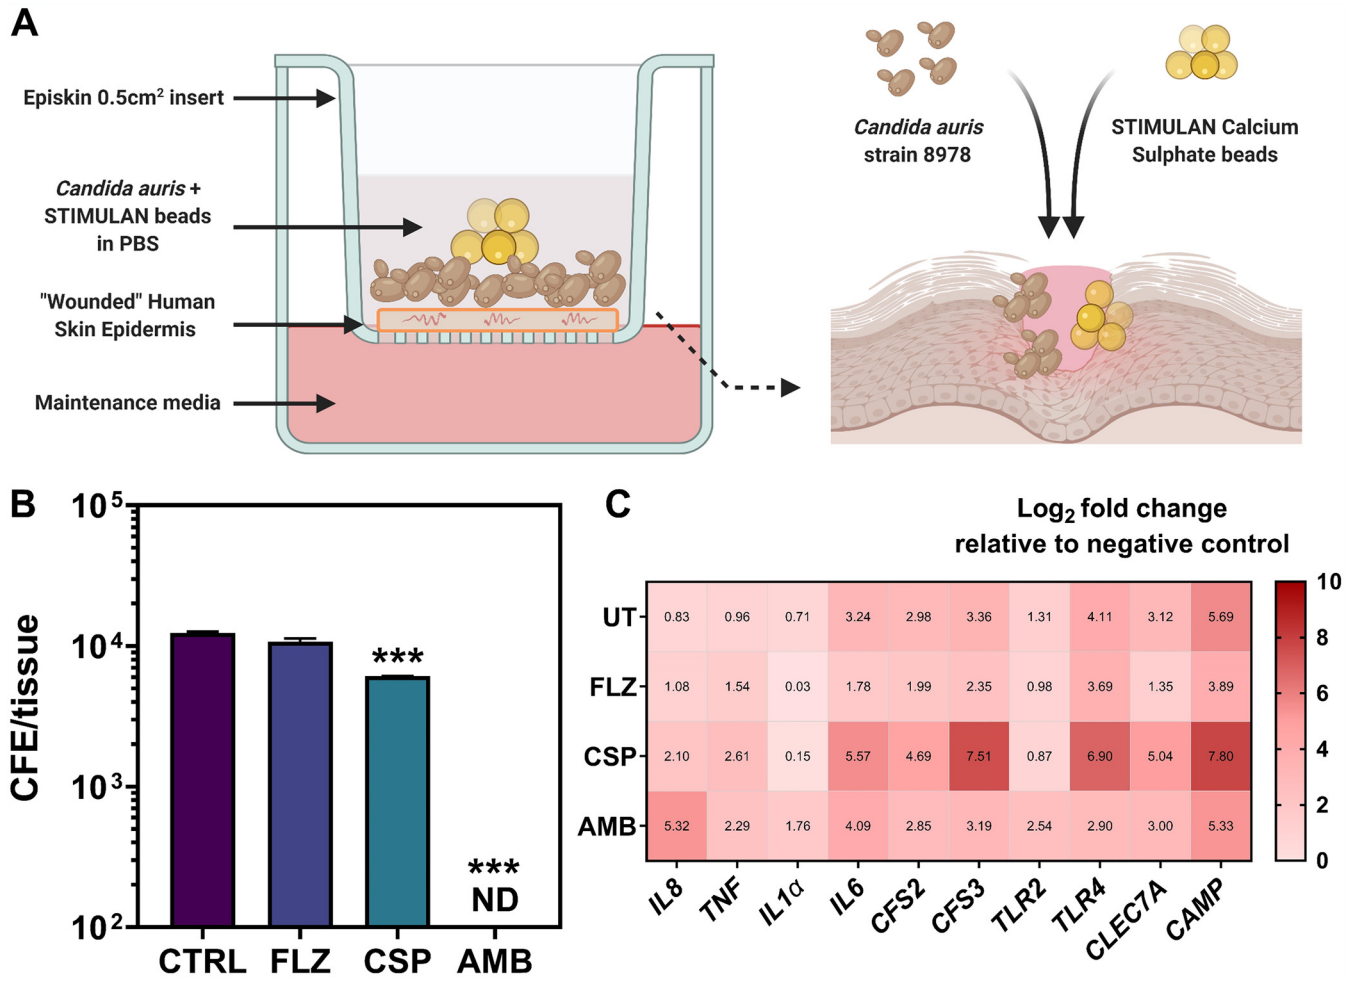 A
Episkin 0.5cm² insert
Candida auris +
STIMULAN beads
in PBS
"Wounded" Human
Skin Epidermis
Maintenance media
Candida auris
strain 8978
STIMULAN Calcium
Sulphate beads
B
CFE/tissue
10⁵
10⁴
10³
10²
***
***
ND
CTRL FLZ CSP AMB
C
Log₂ fold change
relative to negative control
UT 0.83 0.96 0.71 3.24 2.98 3.36 1.31 4.11 3.12 5.69
FLZ 1.08 1.54 0.03 1.78 1.99 2.35 0.98 3.69 1.35 3.89
CSP 2.10 2.61 0.15 5.57 4.69 7.51 0.87 6.90 5.04 7.80
AMB 5.32 2.29 1.76 4.09 2.85 3.19 2.54 2.90 3.00 5.33
IL8 TNF IL1α IL6 CFS2 CFS3 TLR2 TLR4 CLEC7A CAMP
10
8
6
4
2
0